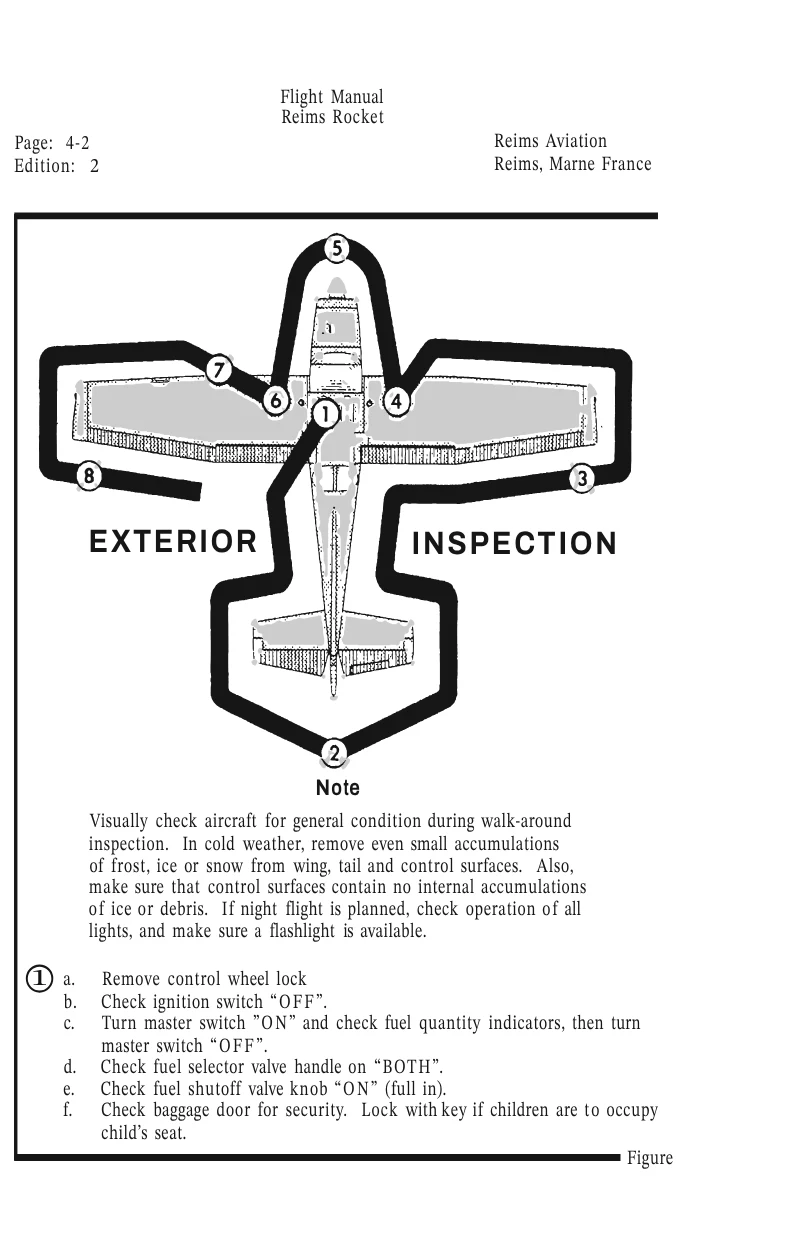 Flight Manual
Reims Rocket
Page: 4-2
Edition: 2
Reims Aviation
Reims, Marne France
5
7
6
1
4
8
3
EXTERIOR INSPECTION
2
Note
Visually check aircraft for general condition during walk-around
inspection. In cold weather, remove even small accumulations
of frost, ice or snow from wing, tail and control surfaces. Also,
make sure that control surfaces contain no internal accumulations
of ice or debris. If night flight is planned, check operation of all
lights, and make sure a flashlight is available.
① a. Remove control wheel lock
b. Check ignition switch “OFF”.
c. Turn master switch ”ON” and check fuel quantity indicators, then turn
master switch “OFF”.
d. Check fuel selector valve handle on “BOTH”.
e. Check fuel shutoff valve knob “ON” (full in).
f. Check baggage door for security. Lock with key if children are to occupy
child’s seat.
Figure